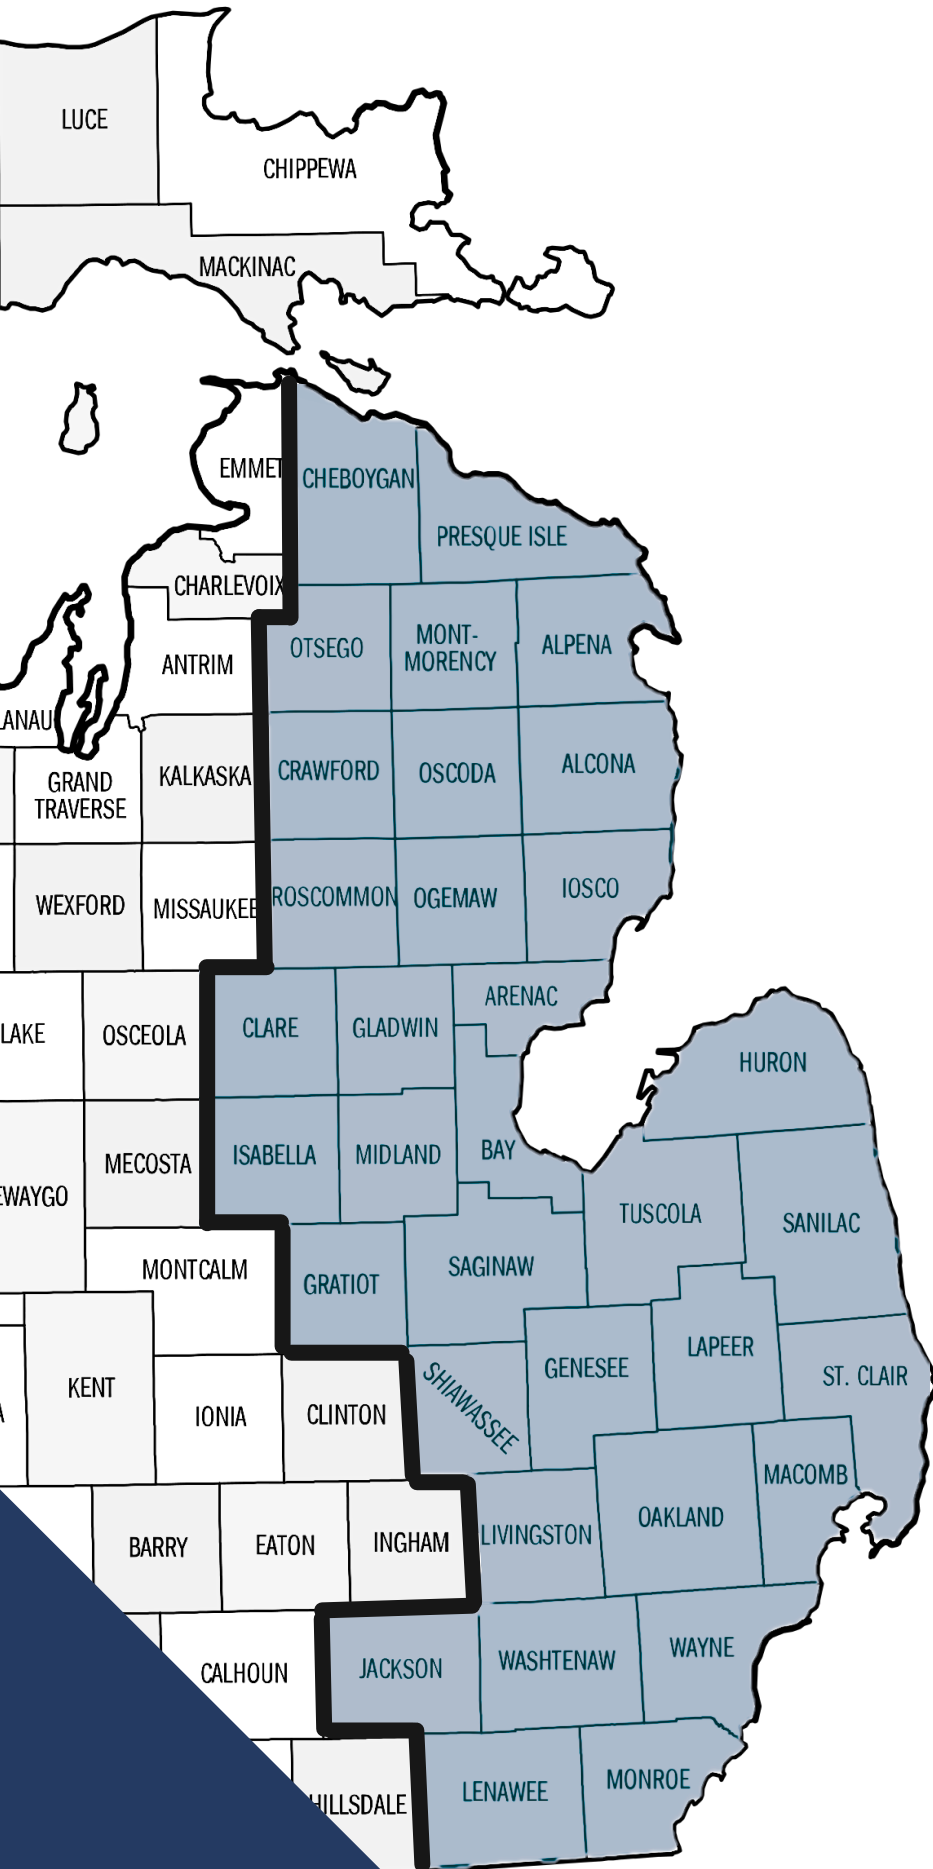 LUCE
CHIPPEWA
MACKINAC
EMMET
CHEBOYGAN
PRESQUE ISLE
CHARLEVOIX
OTSEGO
MONT-
MORENCY
ALPENA
ANTRIM
ANAU
GRAND
TRAVERSE
KALKASKA
CRAWFORD
OSCODA
ALCONA
WEXFORD
MISSAUKEE
ROSCOMMON
OGEMAW
IOSCO
LAKE
OSCEOLA
CLARE
GLADWIN
ARENAC
HURON
EWAYGO
MECOSTA
ISABELLA
MIDLAND
BAY
TUSCOLA
SANILAC
MONTCALM
GRATIOT
SAGINAW
KENT
IONIA
CLINTON
SHIAWASSEE
GENESEE
LAPEER
ST. CLAIR
A
BARRY
EATON
INGHAM
LIVINGSTON
OAKLAND
MACOMB
CALHOUN
JACKSON
WASHTENAW
WAYNE
HILLSDALE
LENAWEE
MONROE